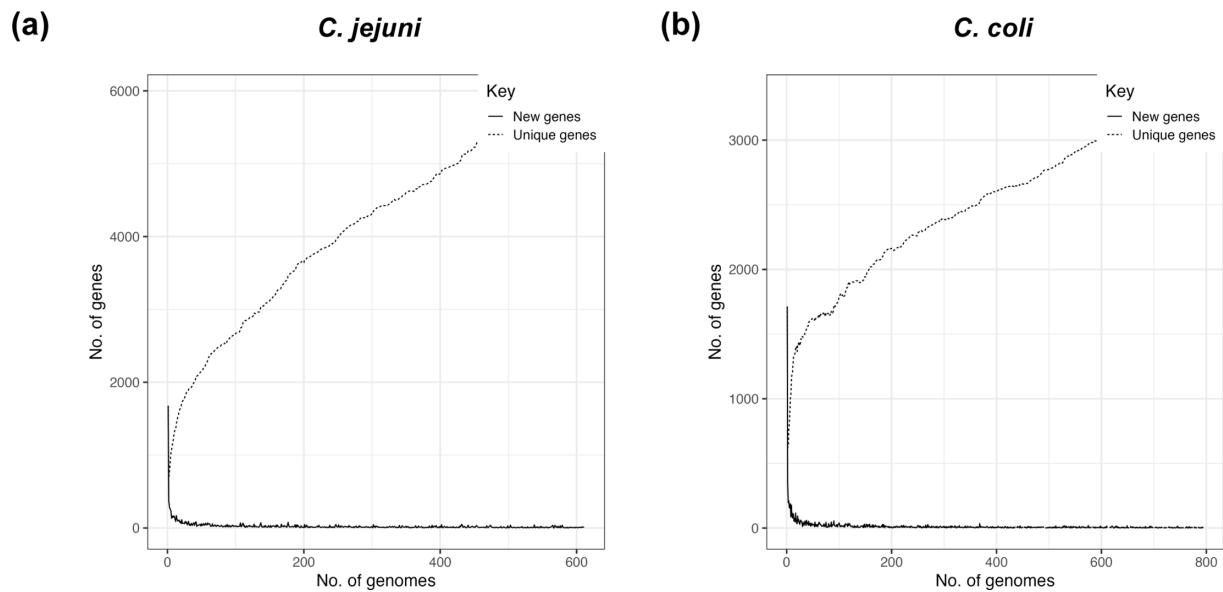 (a)
C. jejuni
6000
4000
2000
0
No. of genes
0
200
400
600
No. of genomes
Key
New genes
Unique genes
(b)
C. coli
3000
2000
1000
0
No. of genes
0
200
400
600
800
No. of genomes
Key
New genes
Unique genes